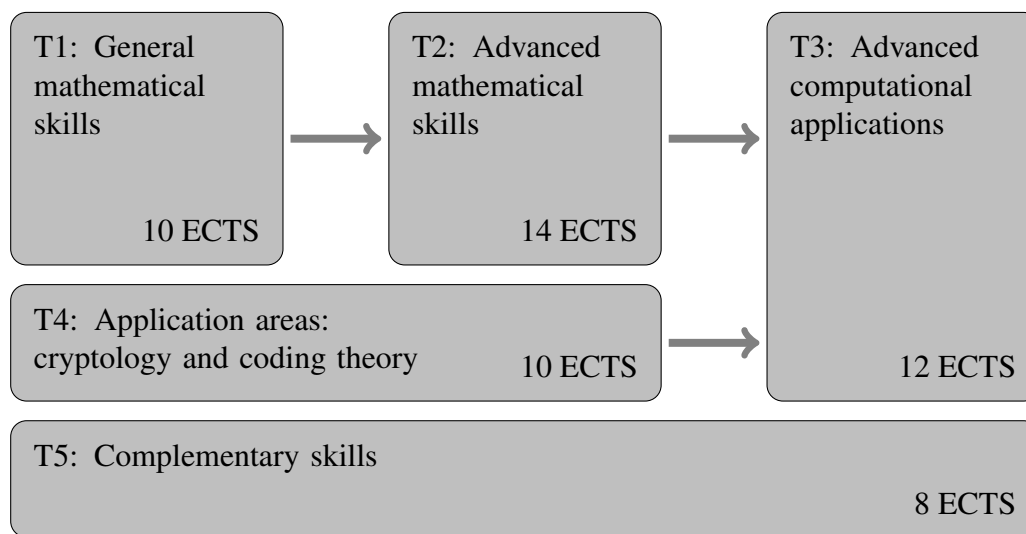 T1: General
mathematical
skills
10 ECTS
T2: Advanced
mathematical
skills
14 ECTS
T3: Advanced
computational
applications
12 ECTS
T4: Application areas:
cryptology and coding theory
10 ECTS
T5: Complementary skills
8 ECTS